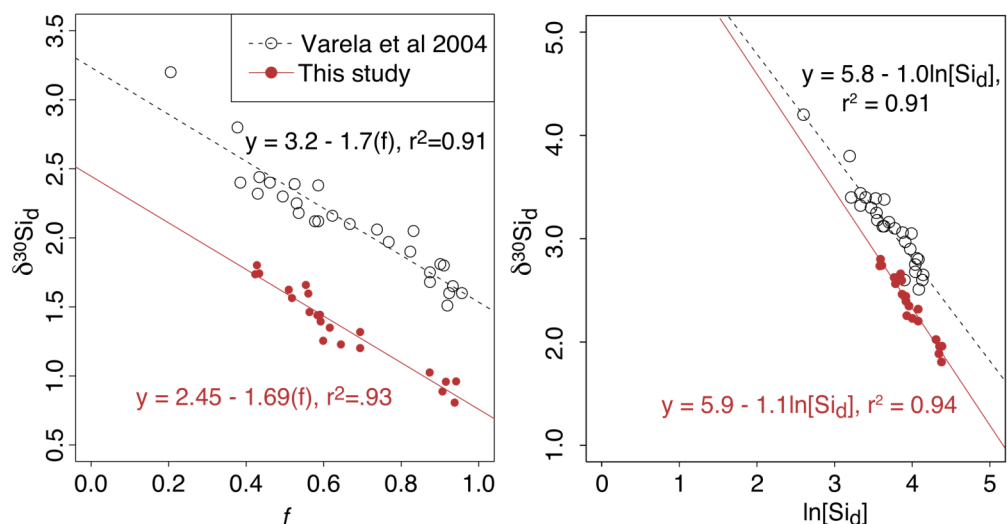 3.5
3.0
2.5
2.0
1.5
1.0
0.5
δ³⁰Si_d
Varela et al 2004
This study
y = 3.2 - 1.7(f), r²=0.91
y = 2.45 - 1.69(f), r²=.93
0.0 0.2 0.4 0.6 0.8 1.0
f
5.0
4.0
3.0
2.0
1.0
δ³⁰Si_d
y = 5.8 - 1.0ln[Si_d],
r² = 0.91
y = 5.9 - 1.1ln[Si_d], r² = 0.94
0 1 2 3 4 5
ln[Si_d]